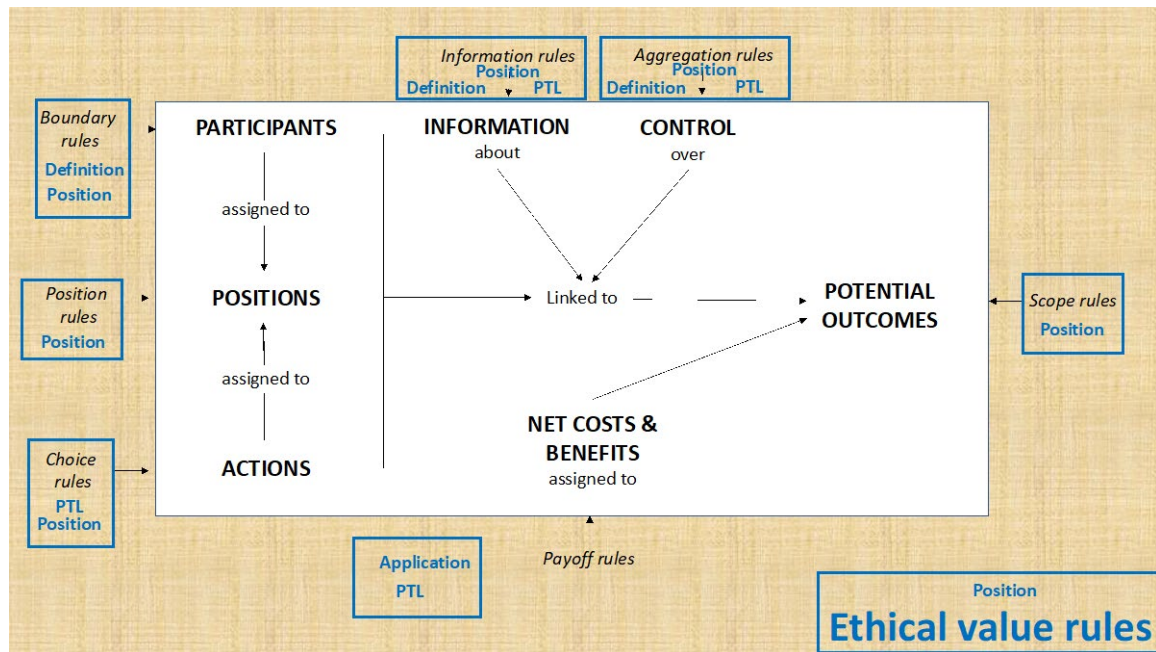 Information rules
Position
Definition PTL
Aggregation rules
Position
Definition PTL
Boundary
rules
Definition
Position
PARTICIPANTS
INFORMATION
about
CONTROL
over
assigned to
Position
rules
Position
POSITIONS
Linked to
POTENTIAL
OUTCOMES
Scope rules
Position
assigned to
NET COSTS &
BENEFITS
assigned to
Choice
rules
PTL
Position
ACTIONS
Application
PTL
Payoff rules
Position
Ethical value rules